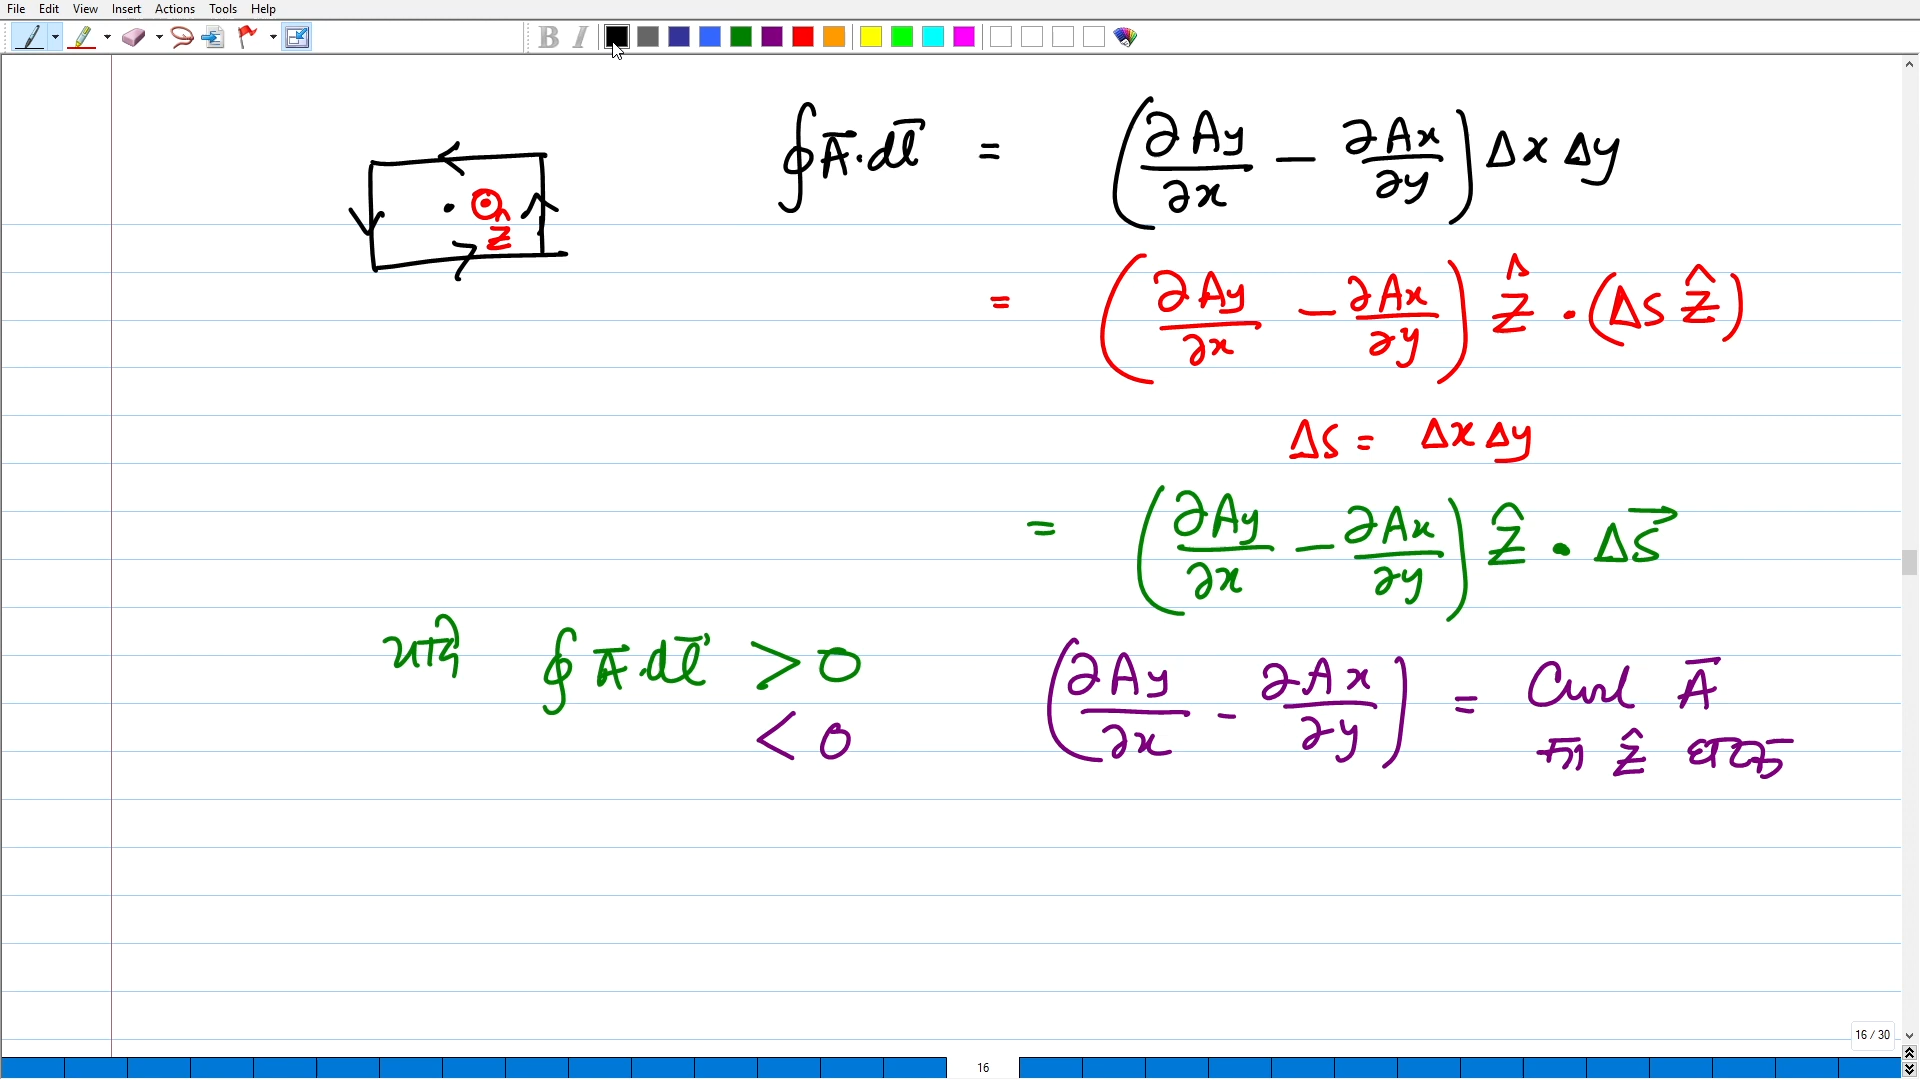 File Edit View Insert Actions Tools Help
B I
∮A̅·dl̅ = (∂Ay/∂x − ∂Ax/∂y) Δx Δy
ẑ
= (∂Ay/∂x − ∂Ax/∂y) ẑ · (ΔS ẑ)
ΔS = Δx Δy
= (∂Ay/∂x − ∂Ax/∂y) ẑ · ΔS⃗
यदि ∮A̅·dl̅ > 0
< 0
(∂Ay/∂x - ∂Ax/∂y) = Curl A̅
का ẑ घटक
16 / 30
16